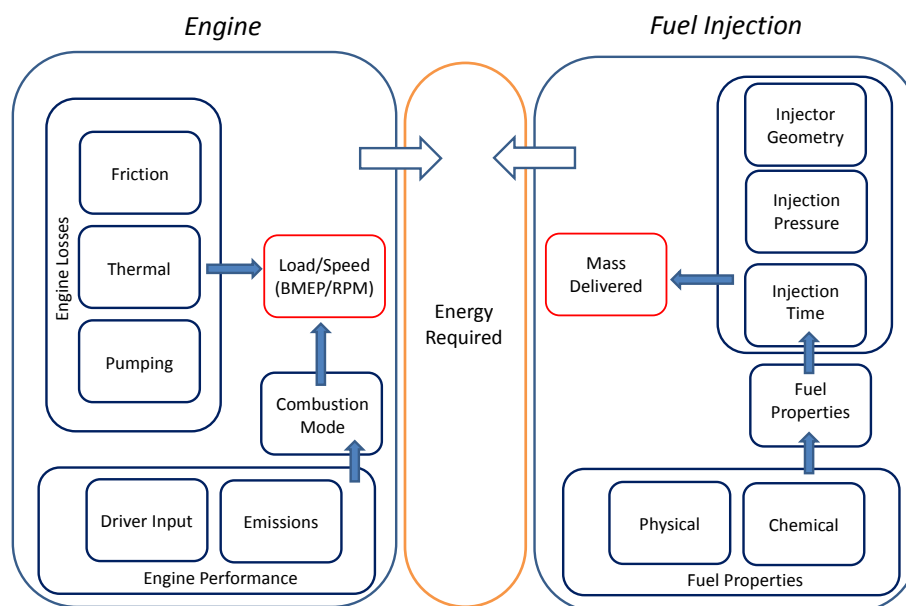 Engine
Fuel Injection
Engine Losses
Friction
Thermal
Pumping
Load/Speed
(BMEP/RPM)
Combustion
Mode
Driver Input
Emissions
Engine Performance
Energy
Required
Injector
Geometry
Injection
Pressure
Injection
Time
Mass
Delivered
Fuel
Properties
Physical
Chemical
Fuel Properties